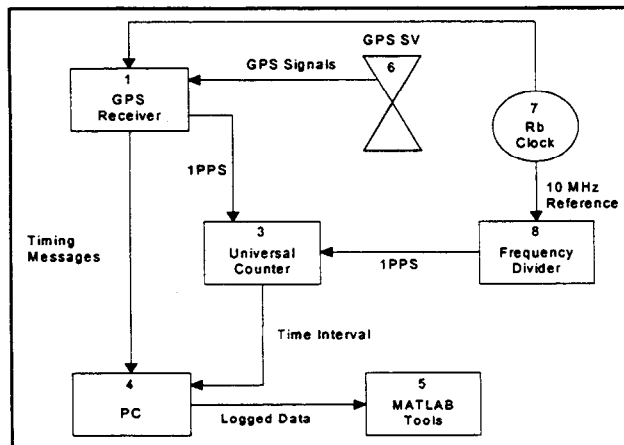 GPS SV
6
GPS Signals
1
GPS
Receiver
7
Rb
Clock
1PPS
10 MHz
Reference
Timing
Messages
3
Universal
Counter
1PPS
8
Frequency
Divider
Time Interval
4
PC
Logged Data
5
MATLAB
Tools